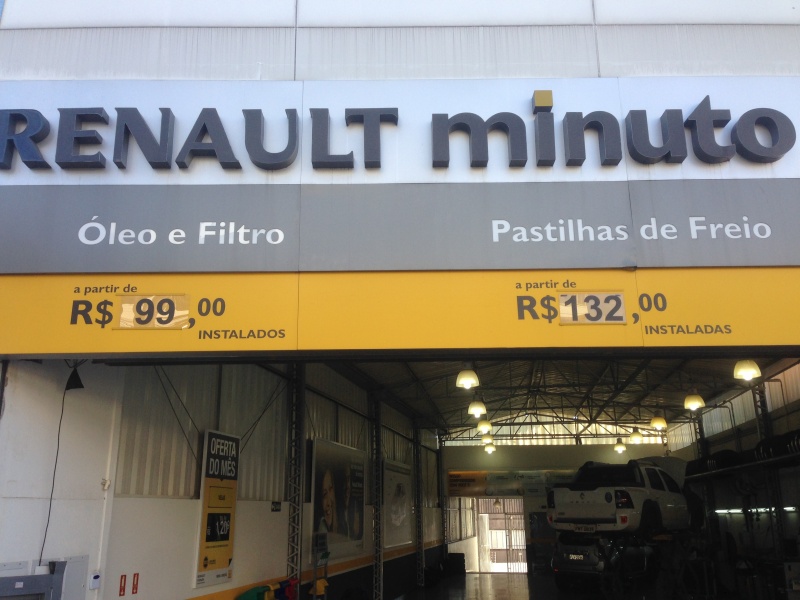 RENAULT minuto
Óleo e Filtro
a partir de
R$ 99,00
INSTALADOS
Pastilhas de Freio
a partir de
R$ 132,00
INSTALADAS
OFERTA
DO MÊS